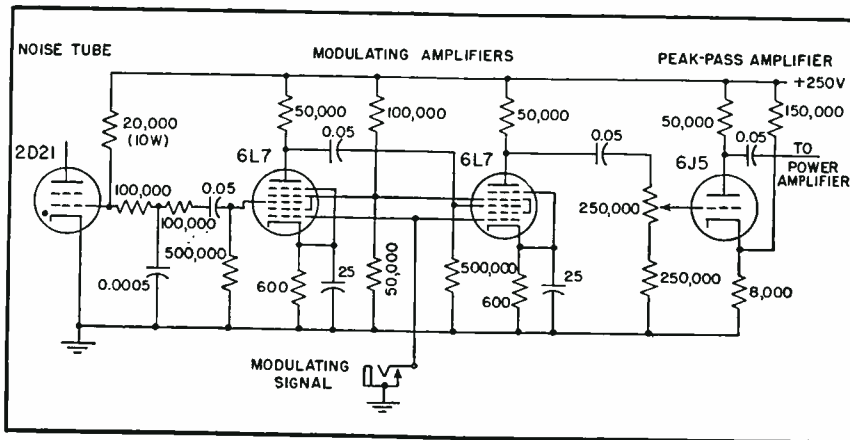 NOISE TUBE
MODULATING AMPLIFIERS
PEAK-PASS AMPLIFIER
+250V
20,000
(10W)
50,000
100,000
50,000
50,000
150,000
0.05
0.05
0.05
2D21
6L7
6L7
6J5
TO
POWER
AMPLIFIER
100,000
0.05
100,000
500,000
0.0005
600
25
50,000
500,000
600
25
250,000
250,000
8,000
MODULATING
SIGNAL